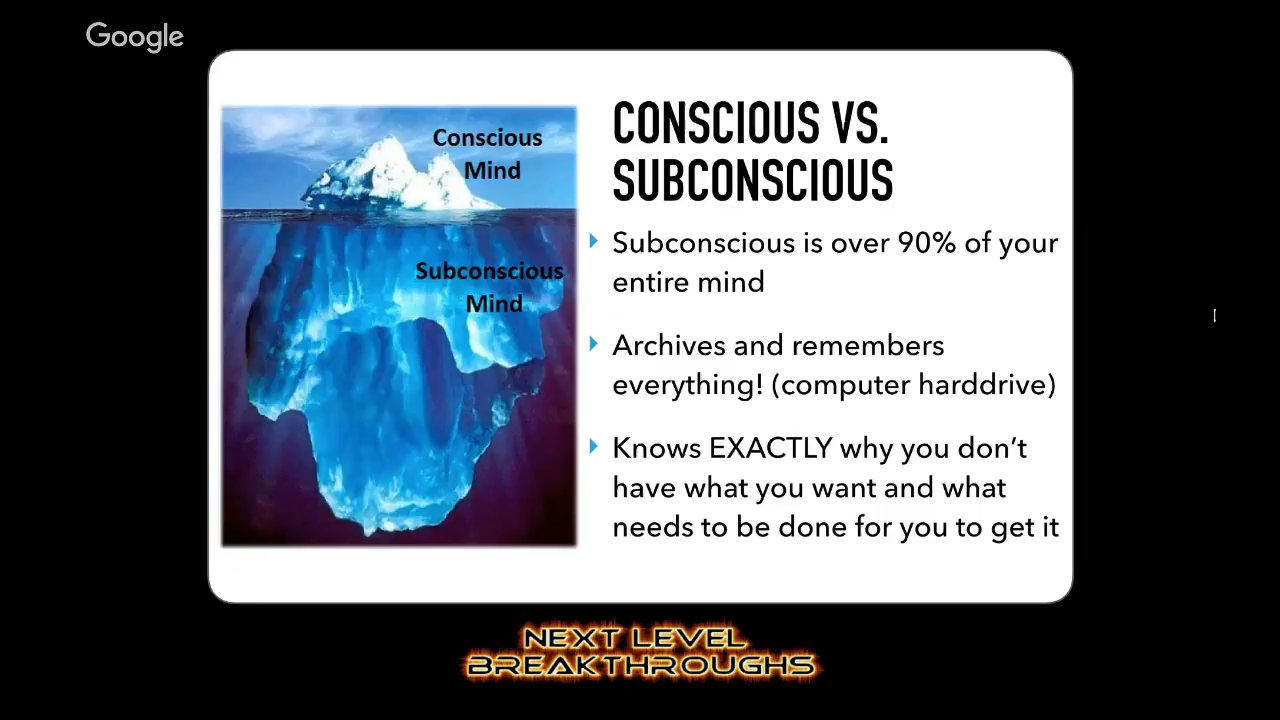 Google
Conscious
Mind
Subconscious
Mind
CONSCIOUS VS.
SUBCONSCIOUS
Subconscious is over 90% of your
entire mind
Archives and remembers
everything! (computer harddrive)
Knows EXACTLY why you don’t
have what you want and what
needs to be done for you to get it
NEXT LEVEL
BREAKTHROUGHS